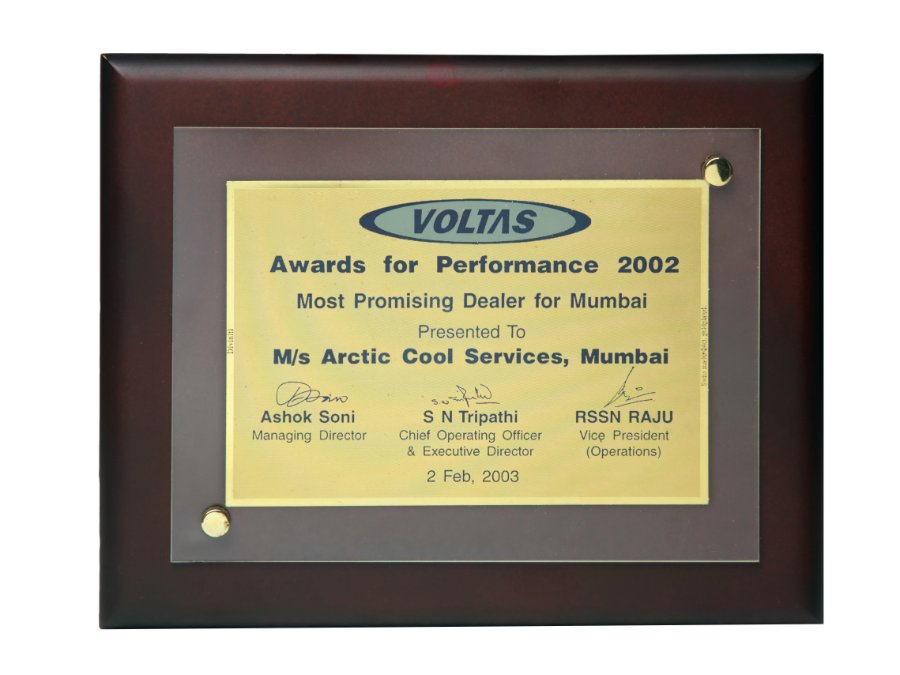 VOLTAS
Awards for Performance 2002
Most Promising Dealer for Mumbai
Presented To
M/s Arctic Cool Services, Mumbai
Ashok Soni
Managing Director
S N Tripathi
Chief Operating Officer
& Executive Director
RSSN RAJU
Vice President
(Operations)
2 Feb, 2003